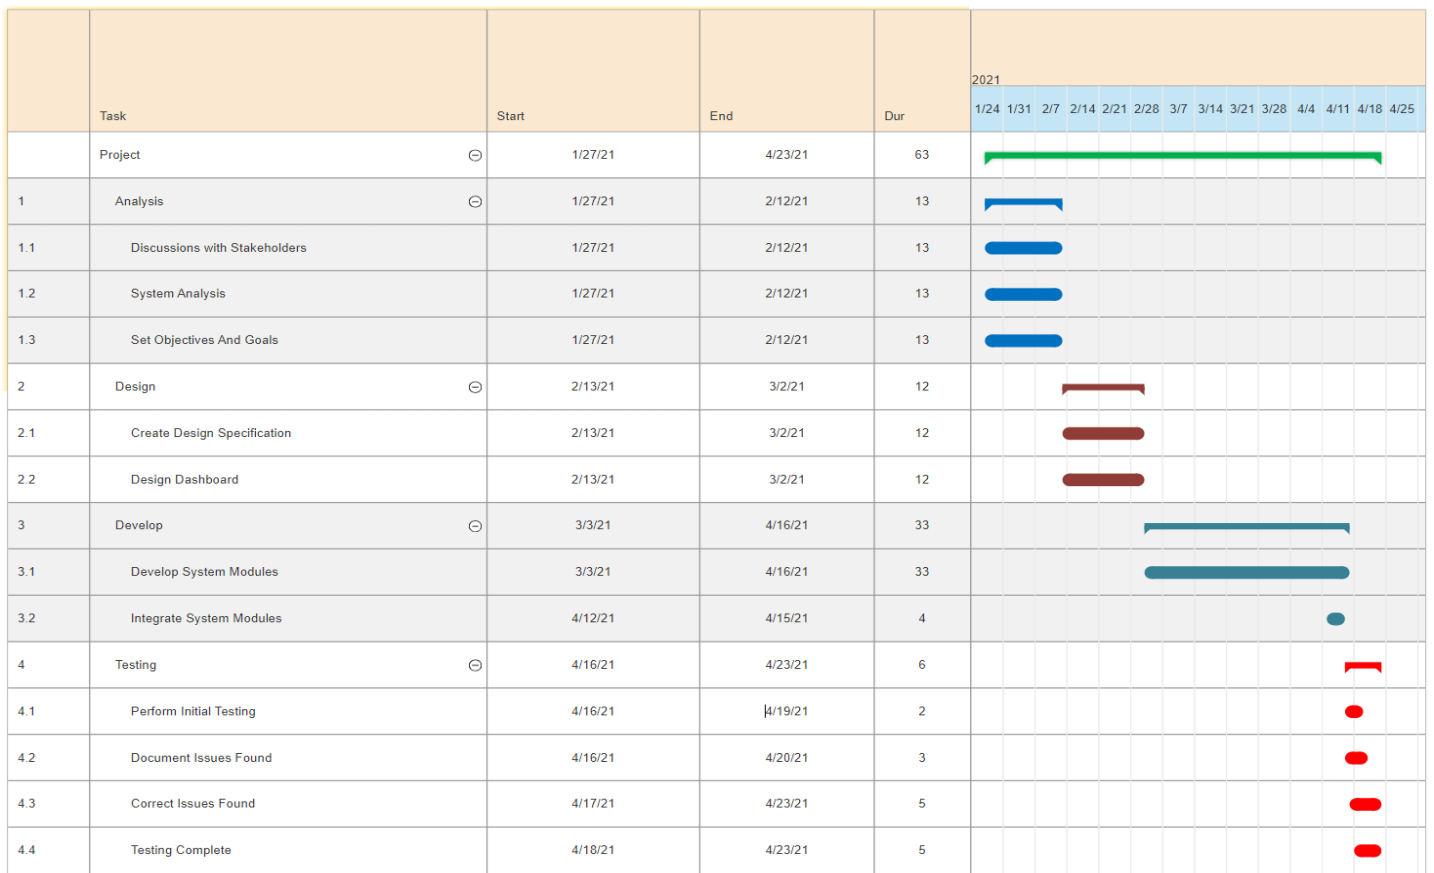 2021
Task Start End Dur 1/24 1/31 2/7 2/14 2/21 2/28 3/7 3/14 3/21 3/28 4/4 4/11 4/18 4/25
Project 1/27/21 4/23/21 63
1 Analysis 1/27/21 2/12/21 13
1.1 Discussions with Stakeholders 1/27/21 2/12/21 13
1.2 System Analysis 1/27/21 2/12/21 13
1.3 Set Objectives And Goals 1/27/21 2/12/21 13
2 Design 2/13/21 3/2/21 12
2.1 Create Design Specification 2/13/21 3/2/21 12
2.2 Design Dashboard 2/13/21 3/2/21 12
3 Develop 3/3/21 4/16/21 33
3.1 Develop System Modules 3/3/21 4/16/21 33
3.2 Integrate System Modules 4/12/21 4/15/21 4
4 Testing 4/16/21 4/23/21 6
4.1 Perform Initial Testing 4/16/21 4/19/21 2
4.2 Document Issues Found 4/16/21 4/20/21 3
4.3 Correct Issues Found 4/17/21 4/23/21 5
4.4 Testing Complete 4/18/21 4/23/21 5